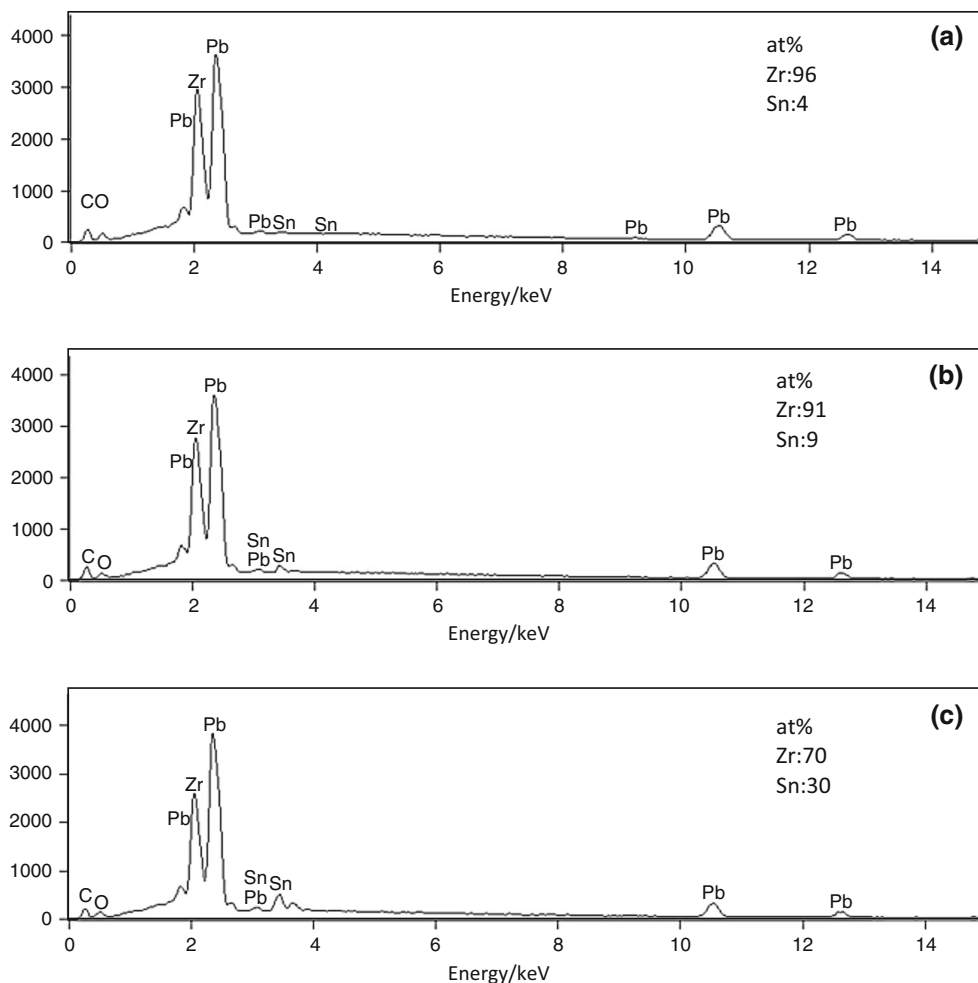 (a)
4000
3000
2000
1000
0
Pb
Zr
Pb
CO
Pb Sn Sn
Pb
Pb
Pb
at%
Zr:96
Sn:4
0 2 4 6 8 10 12 14
Energy/keV
(b)
4000
3000
2000
1000
0
Pb
Zr
Pb
C O
Sn
Pb Sn
Pb
Pb
at%
Zr:91
Sn:9
0 2 4 6 8 10 12 14
Energy/keV
(c)
4000
3000
2000
1000
0
Pb
Zr
Pb
C O
Sn
Pb Sn
Pb
Pb
at%
Zr:70
Sn:30
0 2 4 6 8 10 12 14
Energy/keV